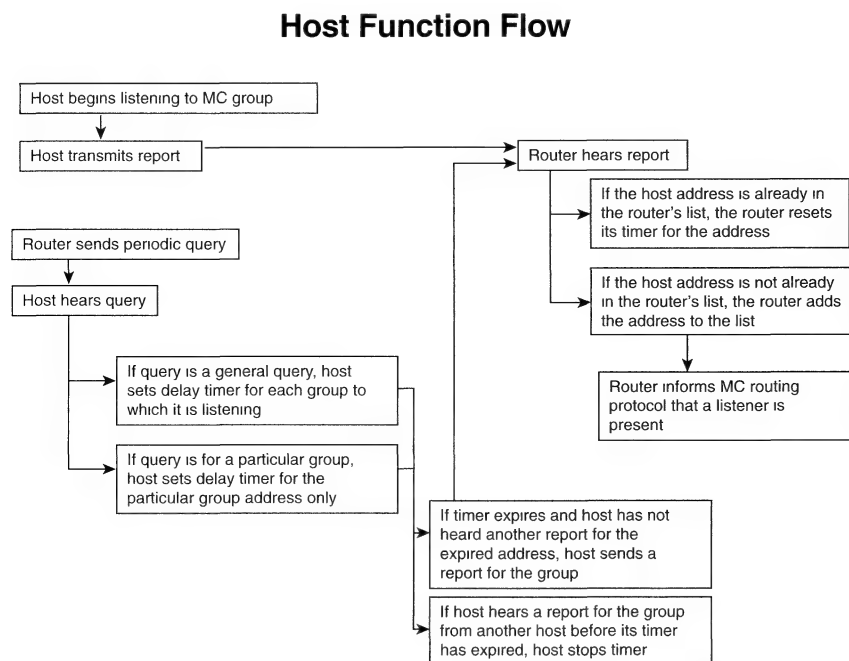 Host Function Flow
Host begins listening to MC group
Host transmits report
Router hears report
If the host address is already in
the router's list, the router resets
its timer for the address
If the host address is not already
in the router's list, the router adds
the address to the list
Router informs MC routing
protocol that a listener is
present
Router sends periodic query
Host hears query
If query is a general query, host
sets delay timer for each group to
which it is listening
If query is for a particular group,
host sets delay timer for the
particular group address only
If timer expires and host has not
heard another report for the
expired address, host sends a
report for the group
If host hears a report for the group
from another host before its timer
has expired, host stops timer